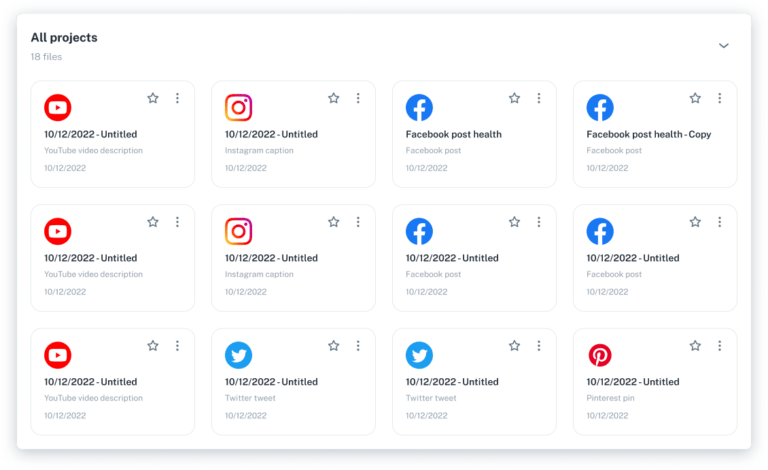 All projects
18 files
10/12/2022 - Untitled
YouTube video description
10/12/2022
10/12/2022 - Untitled
Instagram caption
10/12/2022
Facebook post health
Facebook post
10/12/2022
Facebook post health - Copy
Facebook post
10/12/2022
10/12/2022 - Untitled
YouTube video description
10/12/2022
10/12/2022 - Untitled
Instagram caption
10/12/2022
10/12/2022 - Untitled
Facebook post
10/12/2022
10/12/2022 - Untitled
Facebook post
10/12/2022
10/12/2022 - Untitled
YouTube video description
10/12/2022
10/12/2022 - Untitled
Twitter tweet
10/12/2022
10/12/2022 - Untitled
Twitter tweet
10/12/2022
10/12/2022 - Untitled
Pinterest pin
10/12/2022